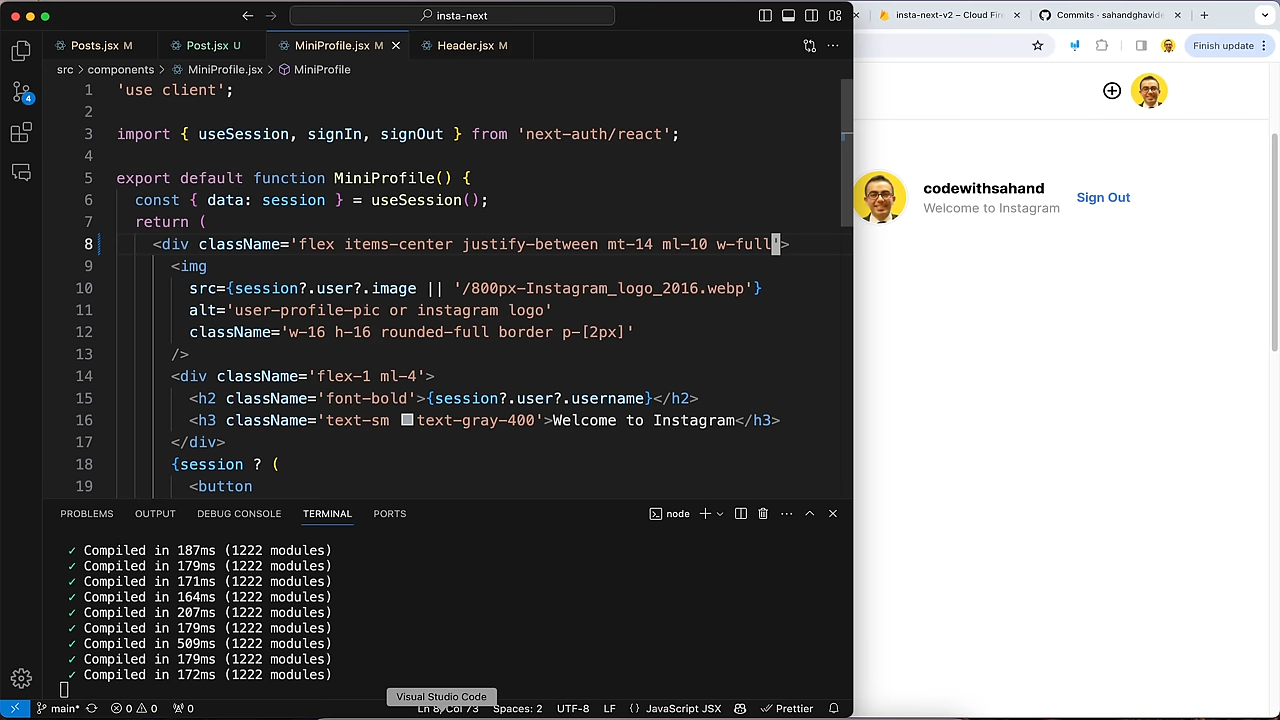 insta-next
insta-next-v2 – Cloud Fire
Commits · sahandghavidel
Finish update
Posts.jsx M
Post.jsx U
MiniProfile.jsx M
Header.jsx M
src > components > MiniProfile.jsx > MiniProfile
1 'use client';
2
3 import { useSession, signIn, signOut } from 'next-auth/react';
4
5 export default function MiniProfile() {
6 const { data: session } = useSession();
7 return (
8 <div className='flex items-center justify-between mt-14 ml-10 w-full'>
9 <img
10 src={session?.user?.image || '/800px-Instagram_logo_2016.webp'}
11 alt='user-profile-pic or instagram logo'
12 className='w-16 h-16 rounded-full border p-[2px]'
13 />
14 <div className='flex-1 ml-4'>
15 <h2 className='font-bold'>{session?.user?.username}</h2>
16 <h3 className='text-sm text-gray-400'>Welcome to Instagram</h3>
17 </div>
18 {session ? (
19 <button
codewithsahand
Welcome to Instagram
Sign Out
4
PROBLEMS OUTPUT DEBUG CONSOLE TERMINAL PORTS
node
✓ Compiled in 187ms (1222 modules)
✓ Compiled in 179ms (1222 modules)
✓ Compiled in 171ms (1222 modules)
✓ Compiled in 164ms (1222 modules)
✓ Compiled in 207ms (1222 modules)
✓ Compiled in 179ms (1222 modules)
✓ Compiled in 509ms (1222 modules)
✓ Compiled in 179ms (1222 modules)
✓ Compiled in 172ms (1222 modules)
Visual Studio Code
main* 0 0 0 Ln 8, Col 73 Spaces: 2 UTF-8 LF {} JavaScript JSX Prettier